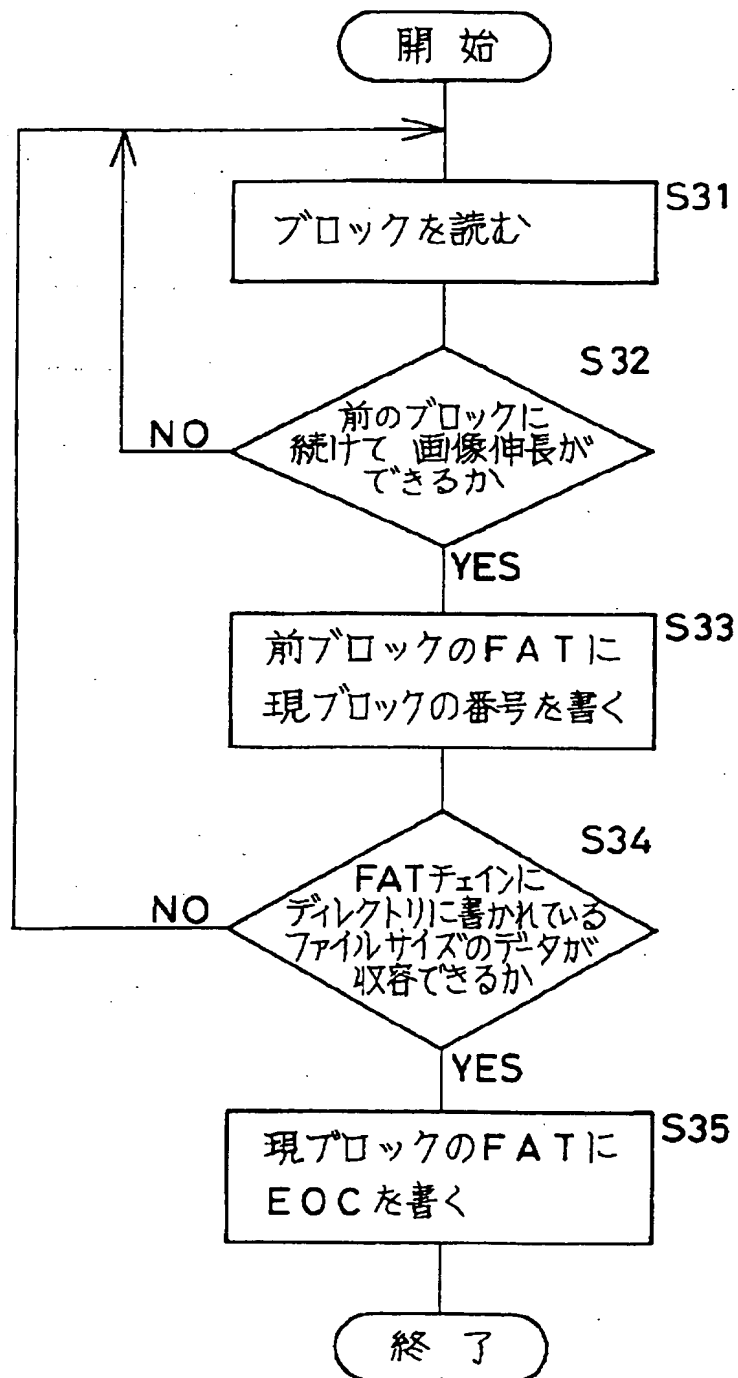 開始
S31
ブロックを読む
S32
前のブロックに
続けて 画像伸長が
できるか
NO
YES
S33
前ブロックのFATに
現ブロックの番号を書く
S34
FATチェインに
ディレクトリに書かれている
ファイルサイズのデータが
収容できるか
NO
YES
S35
現ブロックのFATに
EOCを書く
終了